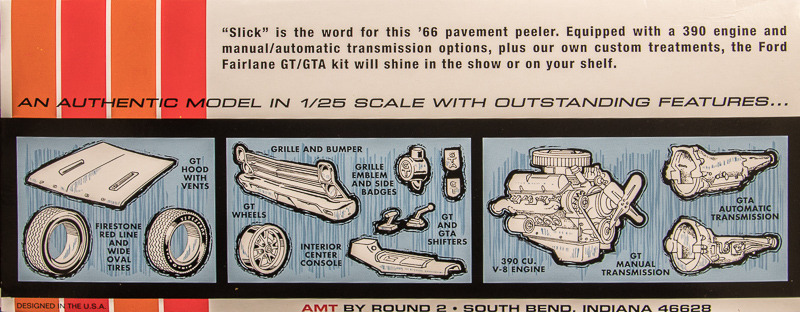 “Slick” is the word for this ’66 pavement peeler. Equipped with a 390 engine and
manual/automatic transmission options, plus our own custom treatments, the Ford
Fairlane GT/GTA kit will shine in the show or on your shelf.
AN AUTHENTIC MODEL IN 1/25 SCALE WITH OUTSTANDING FEATURES...
GT
HOOD
WITH
VENTS
FIRESTONE
RED LINE
AND
WIDE
OVAL
TIRES
GRILLE AND BUMPER
GRILLE
EMBLEM
AND SIDE
BADGES
GT
WHEELS
GT
AND
GTA
SHIFTERS
INTERIOR
CENTER
CONSOLE
390 CU.
V-8 ENGINE
GTA
AUTOMATIC
TRANSMISSION
GT
MANUAL
TRANSMISSION
DESIGNED IN THE U.S.A.
AMT BY ROUND 2 • SOUTH BEND, INDIANA 46628